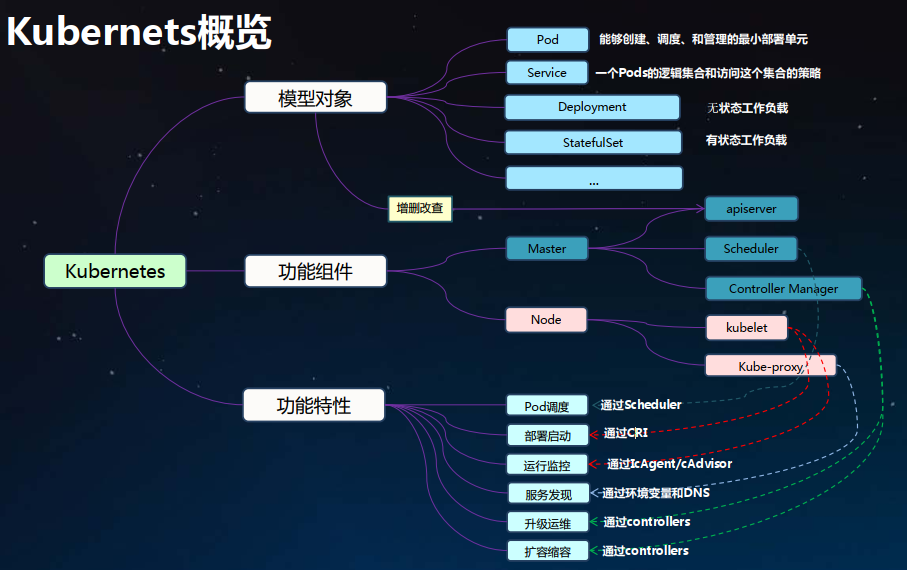 Kubernets概览
Pod
能够创建、调度、和管理的最小部署单元
Service
一个Pods的逻辑集合和访问这个集合的策略
模型对象
Deployment
无状态工作负载
StatefulSet
有状态工作负载
...
增删改查
apiserver
Master
Scheduler
Kubernetes
功能组件
Controller Manager
Node
kubelet
Kube-proxy
功能特性
Pod调度
通过Scheduler
部署启动
通过CRI
运行监控
通过IcAgent/cAdvisor
服务发现
通过环境变量和DNS
升级运维
通过controllers
扩容缩容
通过controllers